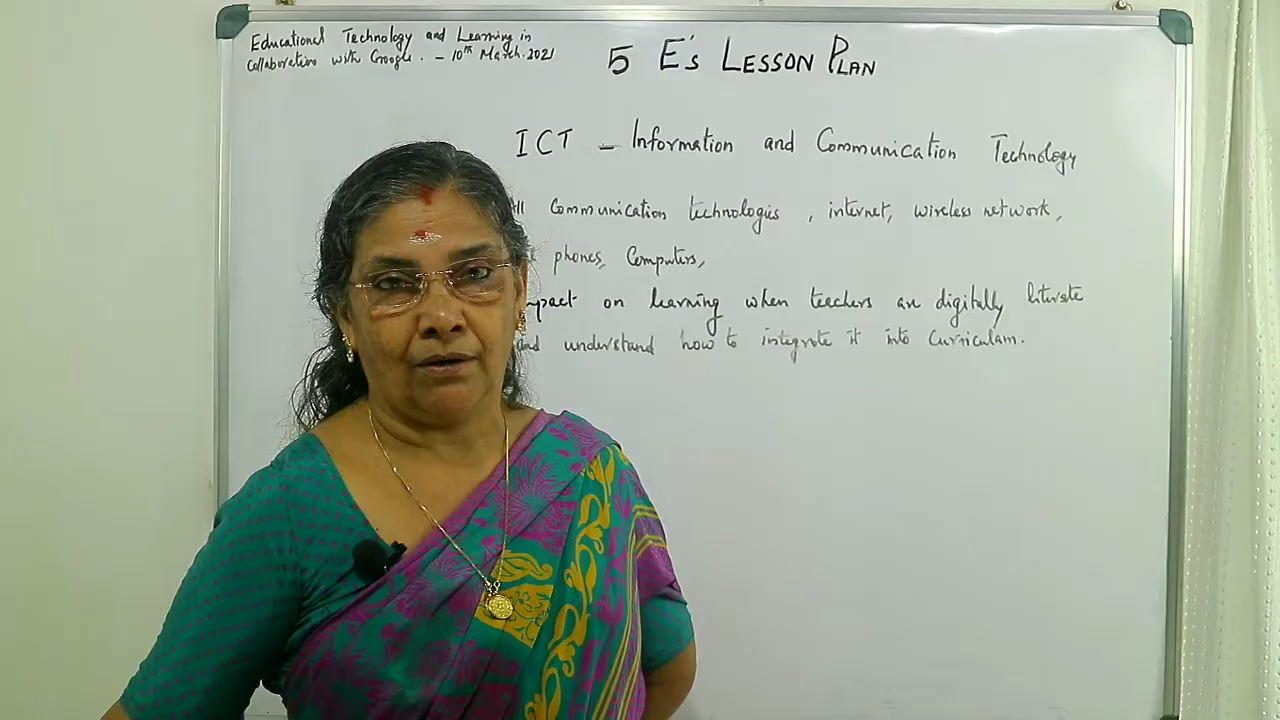 Educational Technology and Learning in
Collaboration with Google. - 10th March. 2021
5 E's LESSON PLAN
ICT - Information and Communication Technology
Communication technologies, internet, wireless network,
phones, Computers,
on learning when teachers are digitally literate
understand how to integrate it into Curriculam.